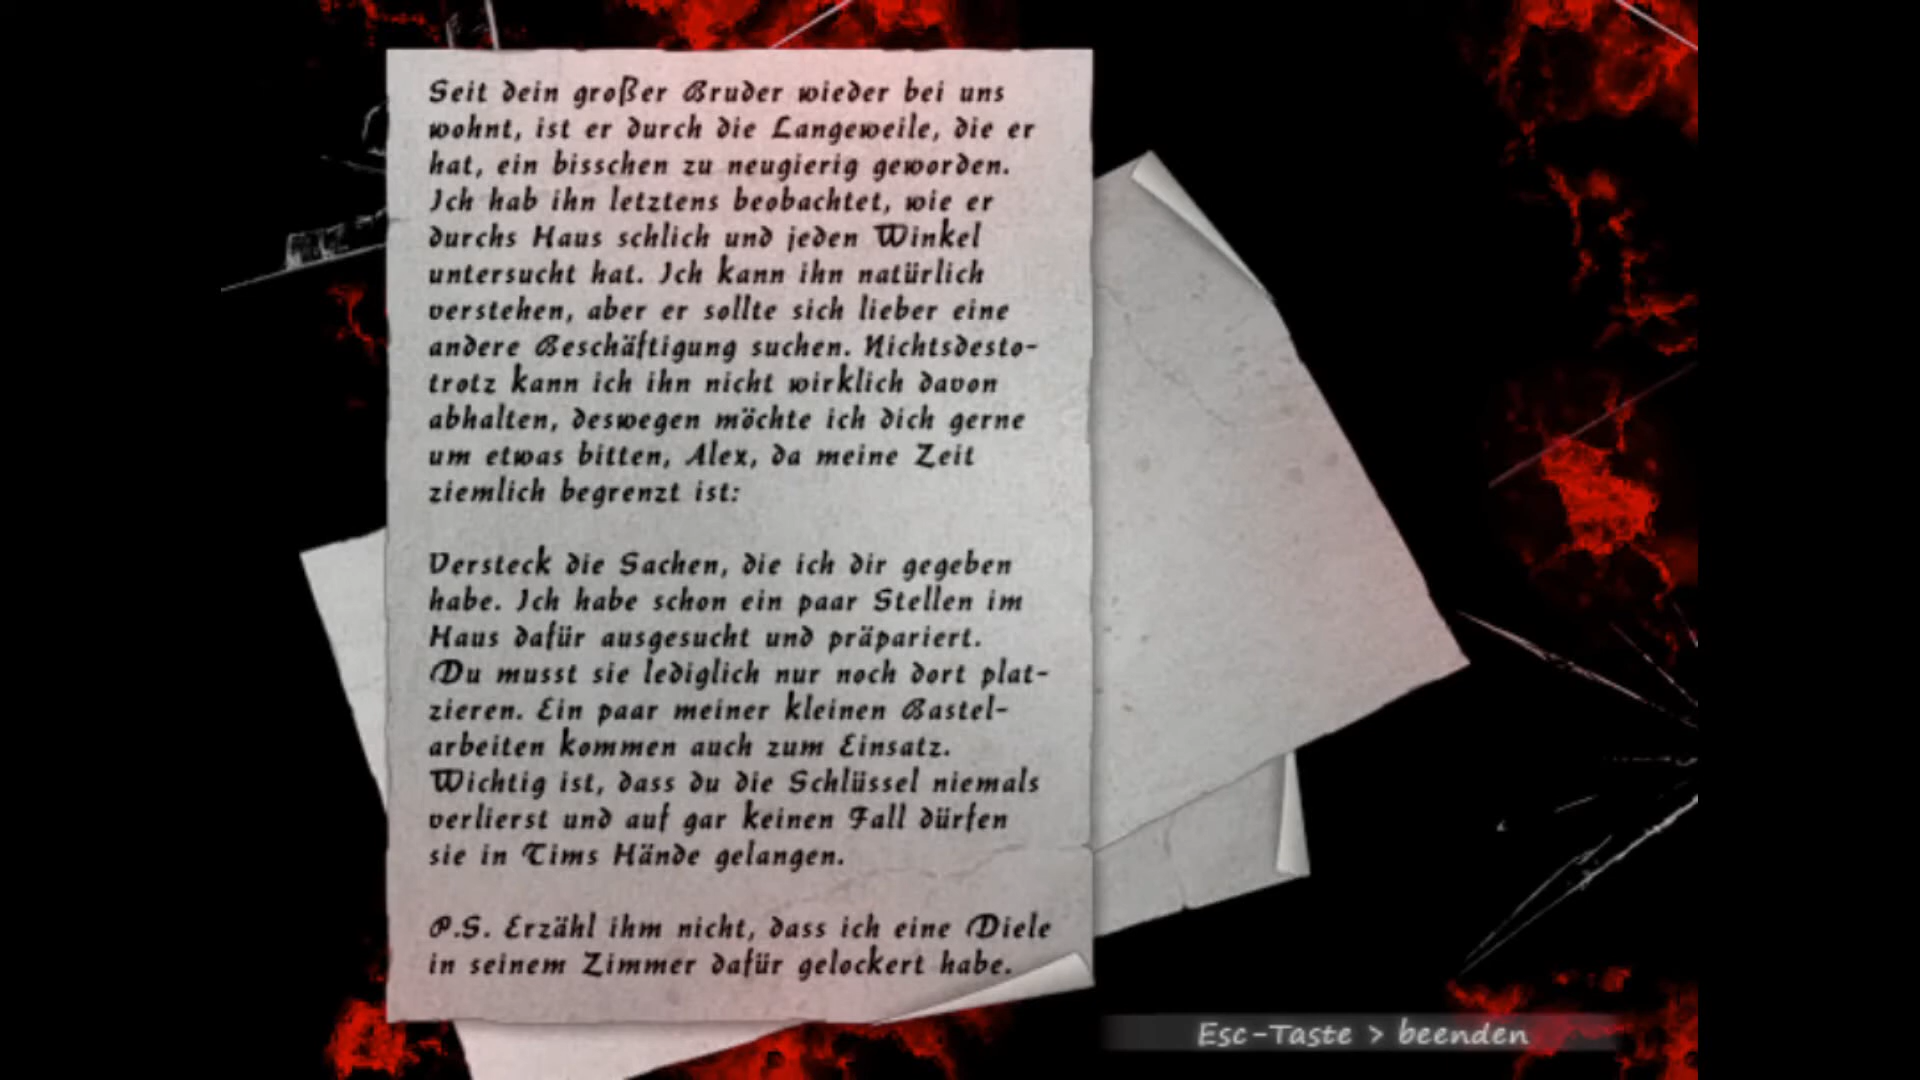 Seit dein großer Bruder wieder bei uns
wohnt, ist er durch die Langeweile, die er
hat, ein bisschen zu neugierig geworden.
Ich hab ihn letztens beobachtet, wie er
durchs Haus schlich und jeden Winkel
untersucht hat. Ich kann ihn natürlich
verstehen, aber er sollte sich lieber eine
andere Beschäftigung suchen. Nichtsdesto-
trotz kann ich ihn nicht wirklich davon
abhalten, deswegen möchte ich dich gerne
um etwas bitten, Alex, da meine Zeit
ziemlich begrenzt ist:
Versteck die Sachen, die ich dir gegeben
habe. Ich habe schon ein paar Stellen im
Haus dafür ausgesucht und präpariert.
Du musst sie lediglich nur noch dort plat-
zieren. Ein paar meiner kleinen Bastel-
arbeiten kommen auch zum Einsatz.
Wichtig ist, dass du die Schlüssel niemals
verlierst und auf gar keinen Fall dürfen
sie in Tims Hände gelangen.
P.S. Erzähl ihm nicht, dass ich eine Diele
in seinem Zimmer dafür gelockert habe.
Esc-Taste > beenden